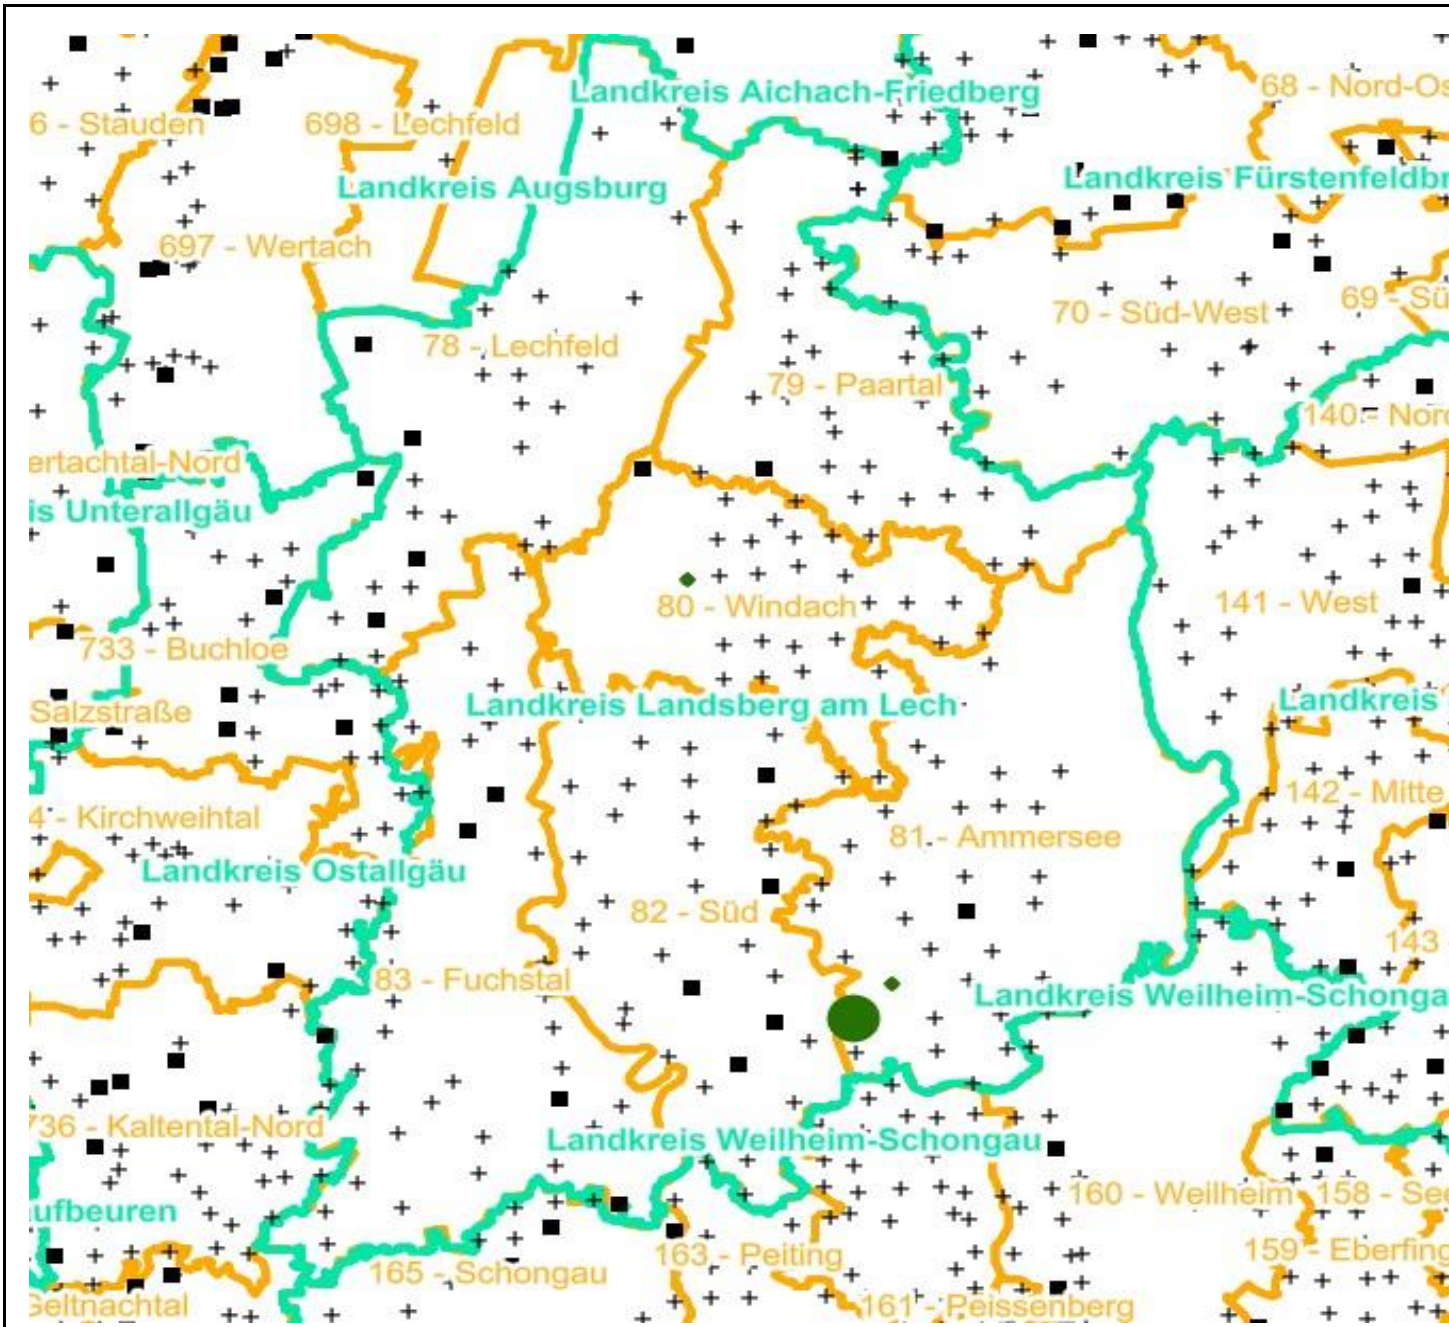 Landkreis Aichach-Friedberg
68 - Nord-Os
6 - Stauden
698 - Lechfeld
Landkreis Augsburg
Landkreis Fürstenfeldbr
697 - Wertach
69 - Sü
70 - Süd-West
78 - Lechfeld
79 - Paartal
140 - Nord
ertachtal-Nord
is Unterallgäu
80 - Windach
141 - West
733 - Buchloe
Landkreis
Landkreis Landsberg am Lech
Salzstraße
142 - Mitte
4 - Kirchweihtal
81 - Ammersee
Landkreis Ostallgäu
82 - Süd
143
83 - Fuchstal
Landkreis Weilheim-Schonga
736 - Kaltental-Nord
Landkreis Weilheim-Schongau
160 - Weilheim
158 - See
ufbeuren
163 - Peiting
159 - Eberfing
165 - Schongau
Geltnachtal
161 - Peissenberg